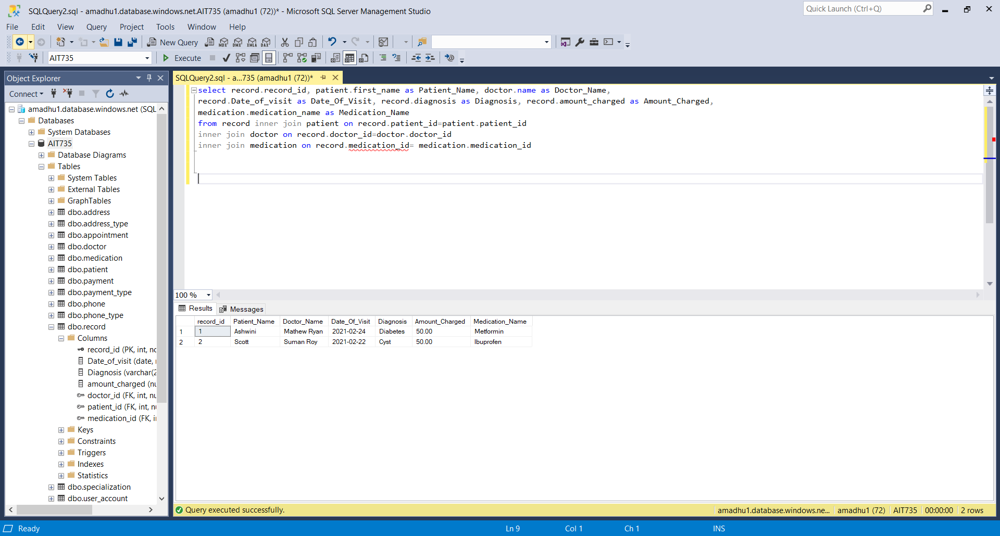 SQLQuery2.sql - amadhu1.database.windows.net.AIT735 (amadhu1 (72))* - Microsoft SQL Server Management Studio
Quick Launch (Ctrl+Q)
File Edit View Query Project Tools Window Help
New Query MDX DMX XMLA DAX
AIT735 Execute
Object Explorer
Connect
amadhu1.database.windows.net (SQL
Databases
System Databases
AIT735
Database Diagrams
Tables
System Tables
External Tables
GraphTables
dbo.address
dbo.address_type
dbo.appointment
dbo.doctor
dbo.medication
dbo.patient
dbo.payment
dbo.payment_type
dbo.phone
dbo.phone_type
dbo.record
Columns
record_id (PK, int, no
Date_of_visit (date, 
Diagnosis (varchar(2
amount_charged (nu
doctor_id (FK, int, nu
patient_id (FK, int, nu
medication_id (FK, i
Keys
Constraints
Triggers
Indexes
Statistics
dbo.specialization
dbo.user_account
SQLQuery2.sql - a...735 (amadhu1 (72))*
select record.record_id, patient.first_name as Patient_Name, doctor.name as Doctor_Name,
record.Date_of_visit as Date_Of_Visit, record.diagnosis as Diagnosis, record.amount_charged as Amount_Charged,
medication.medication_name as Medication_Name
from record inner join patient on record.patient_id=patient.patient_id
inner join doctor on record.doctor_id=doctor.doctor_id
inner join medication on record.medication_id= medication.medication_id
100 %
Results Messages
record_id Patient_Name Doctor_Name Date_Of_Visit Diagnosis Amount_Charged Medication_Name
1 1 Ashwini Mathew Ryan 2021-02-24 Diabetes 50.00 Metformin
2 2 Scott Suman Roy 2021-02-22 Cyst 50.00 Ibuprofen
Query executed successfully. amadhu1.database.windows.ne... amadhu1 (72) AIT735 00:00:00 2 rows
Ready Ln 9 Col 1 Ch 1 INS